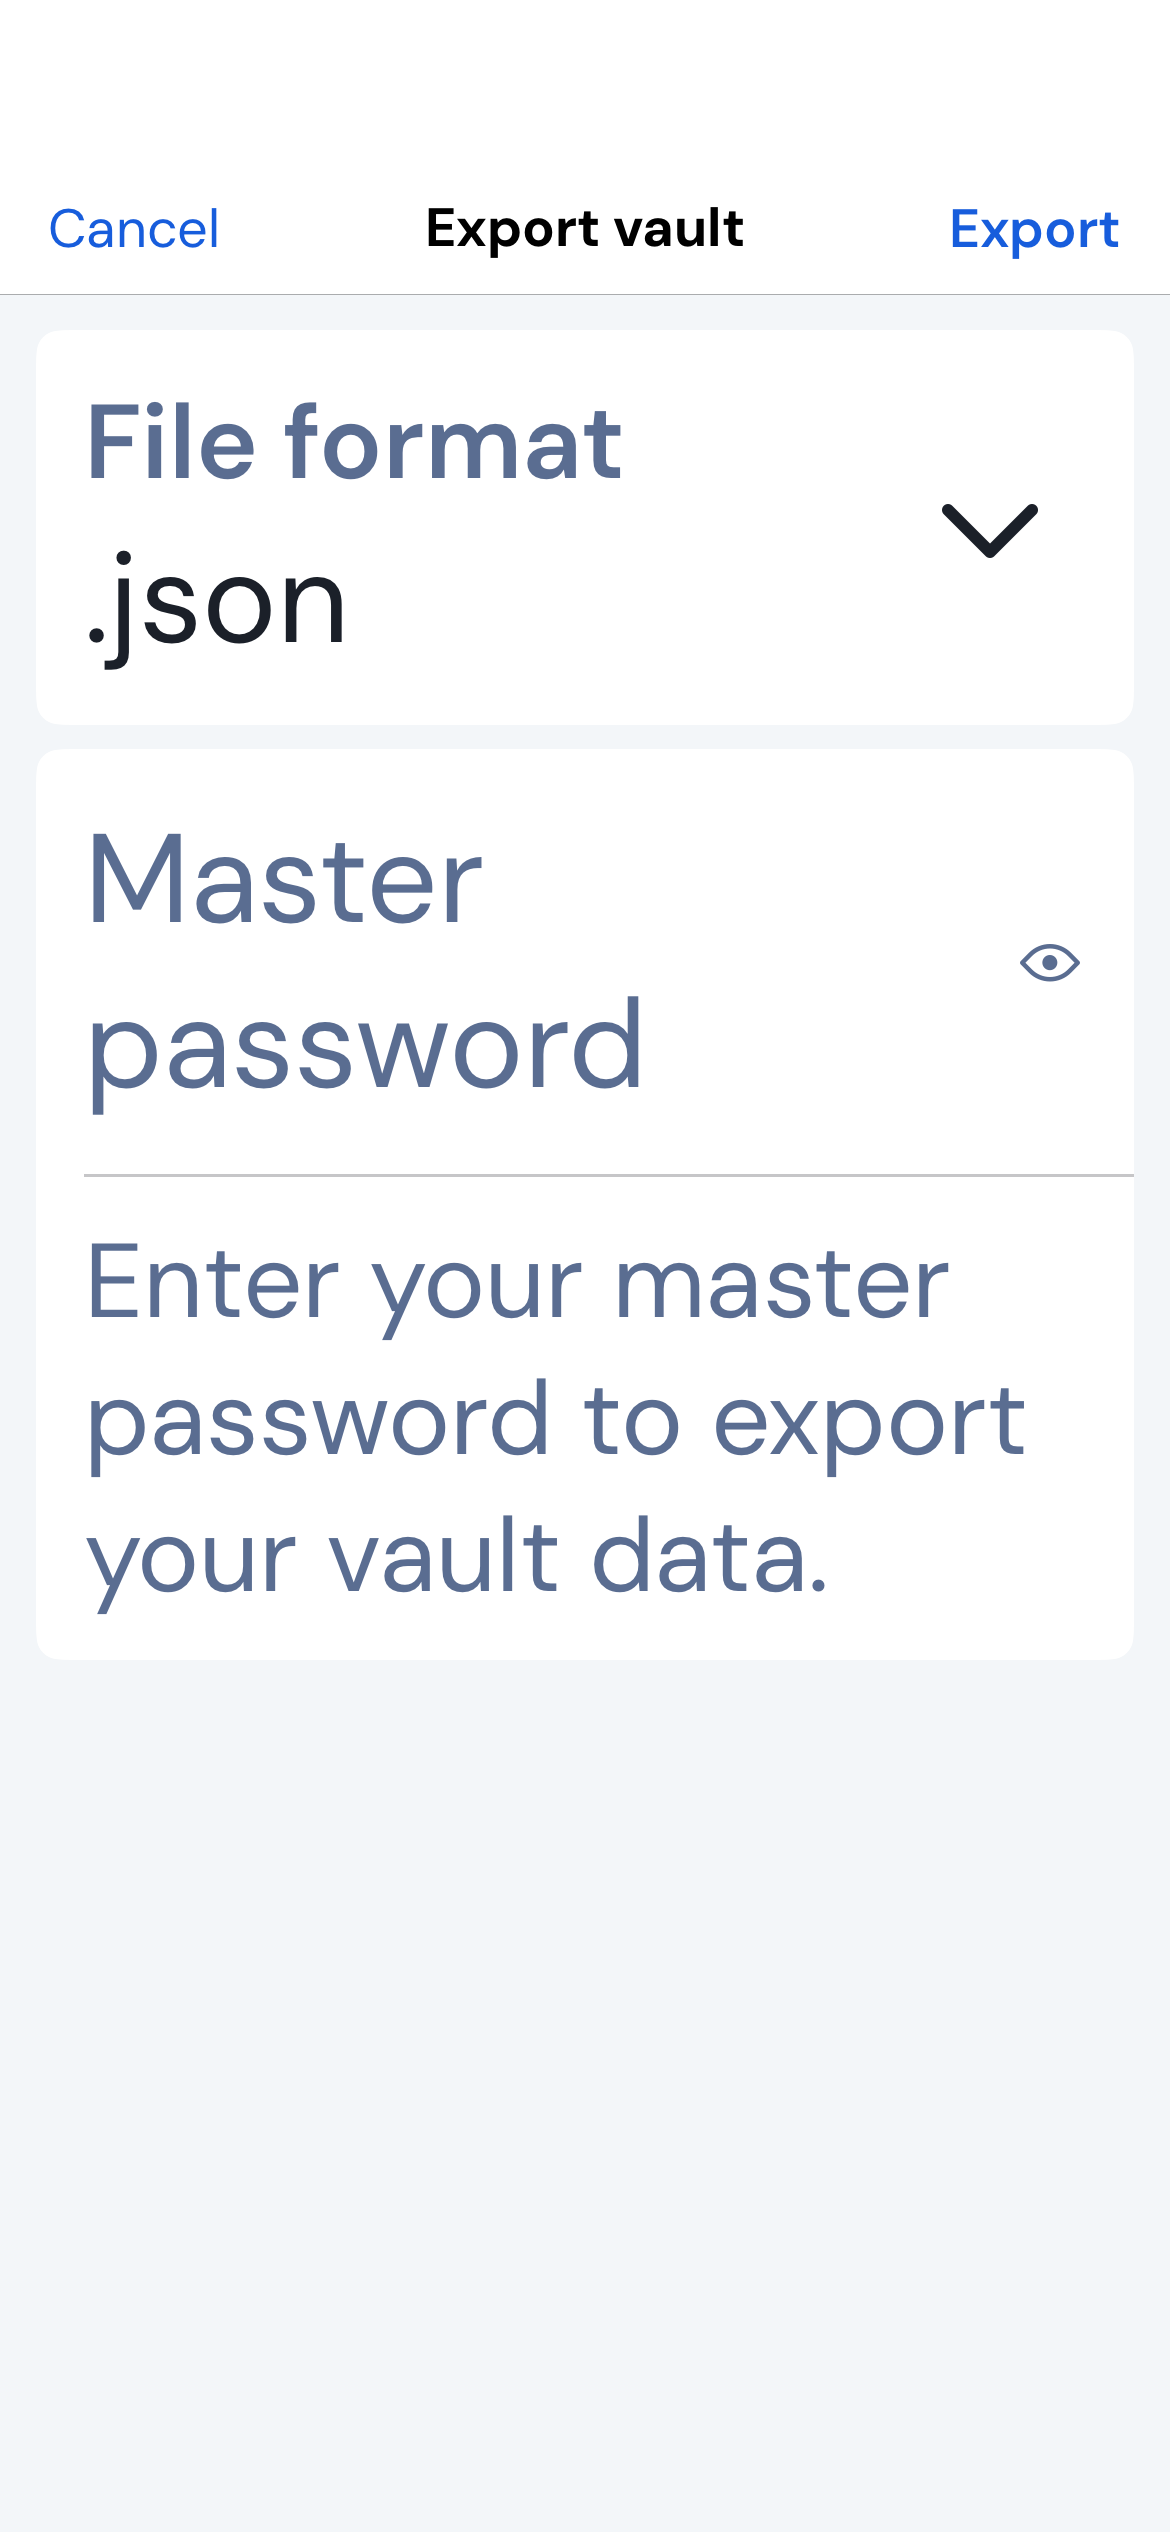 Cancel Export vault Export
File format
.json
Master
password
Enter your master
password to export
your vault data.